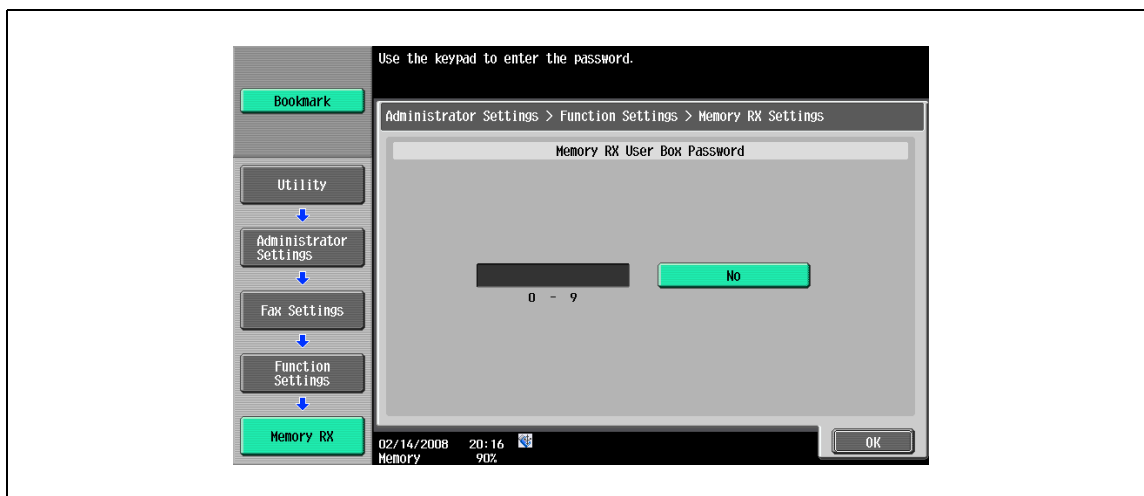 Use the keypad to enter the password.
Bookmark
Administrator Settings > Function Settings > Memory RX Settings
Memory RX User Box Password
Utility
Administrator
Settings
Fax Settings
Function
Settings
Memory RX
No
0 - 9
02/14/2008 20:16
Memory 90%
OK